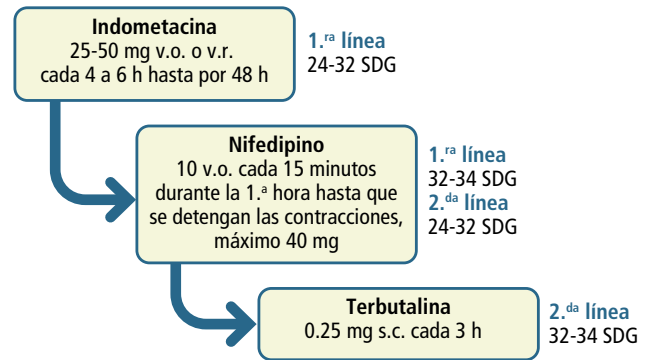 Indometacina
25-50 mg v.o. o v.r.
cada 4 a 6 h hasta por 48 h
1.ra línea
24-32 SDG
Nifedipino
10 v.o. cada 15 minutos
durante la 1.ª hora hasta que
se detengan las contracciones,
máximo 40 mg
1.ra línea
32-34 SDG
2.da línea
24-32 SDG
Terbutalina
0.25 mg s.c. cada 3 h
2.da línea
32-34 SDG